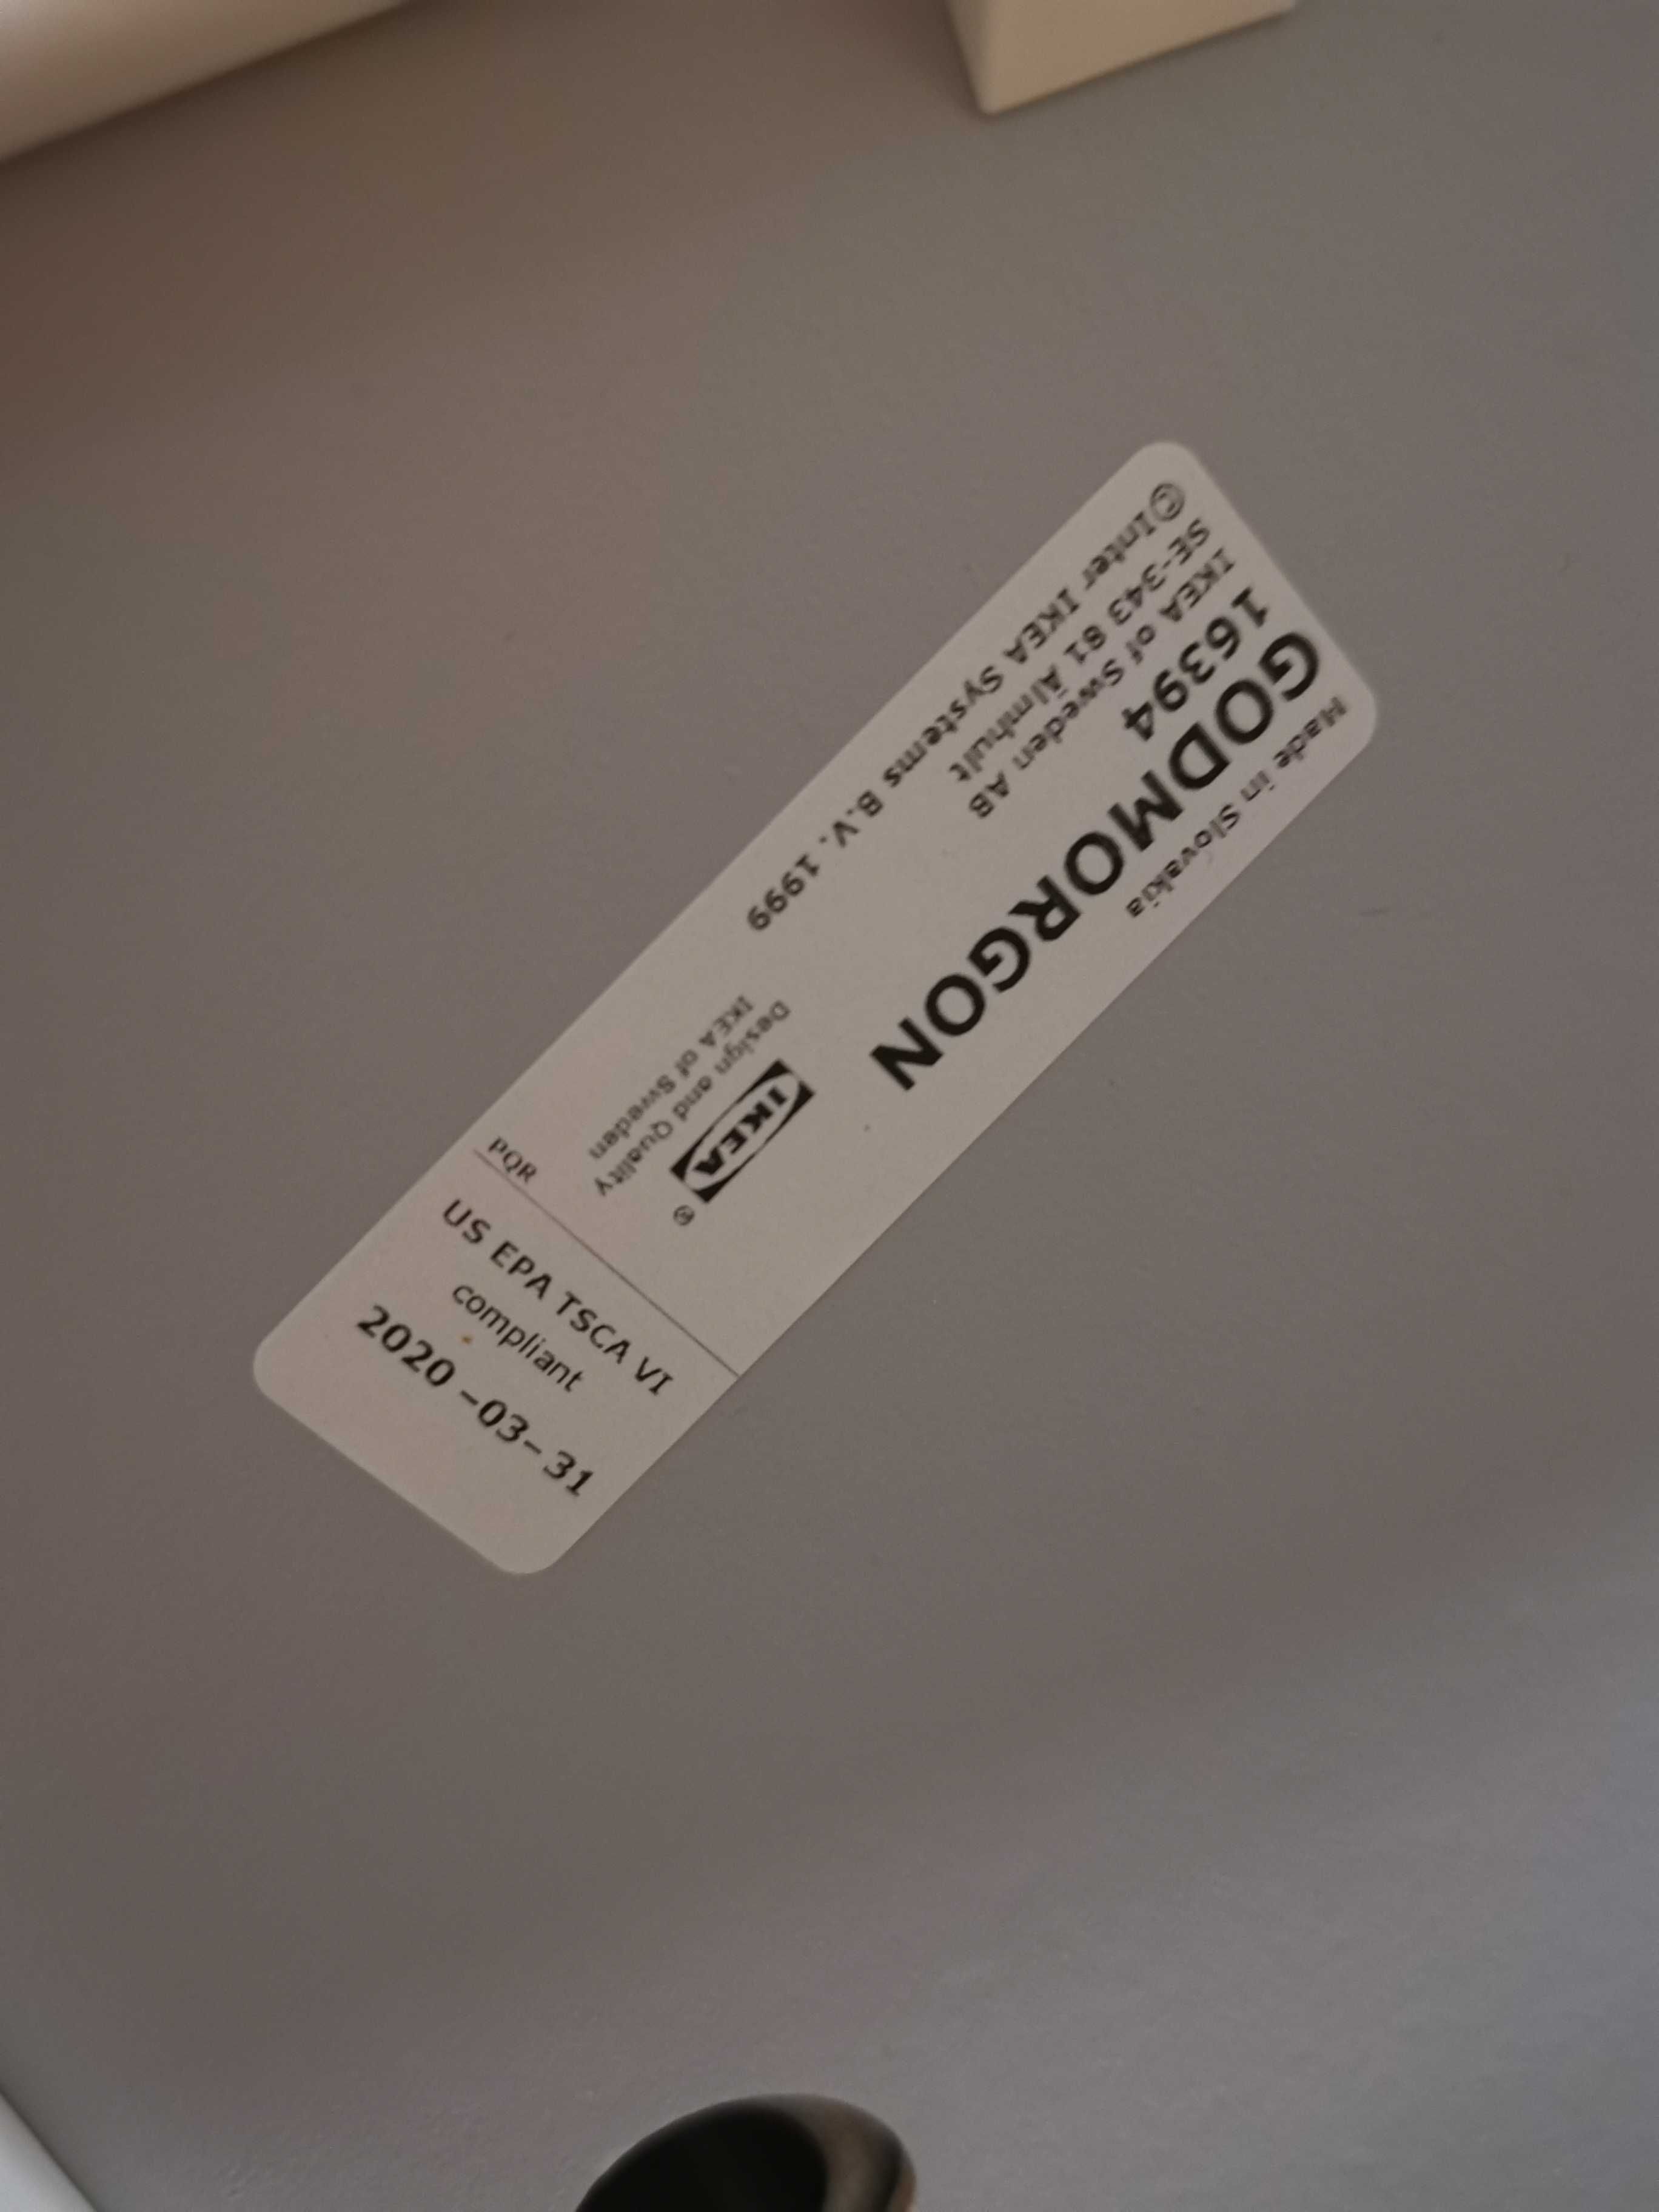 Made in Slovakia
GODMORGON
16394
IKEA of Sweden AB
SE-343 81 Älmhult
©Inter IKEA Systems B.V. 1999
IKEA
®
Design and Quality
IKEA of Sweden
PQR
US EPA TSCA VI
compliant
2020-03-31